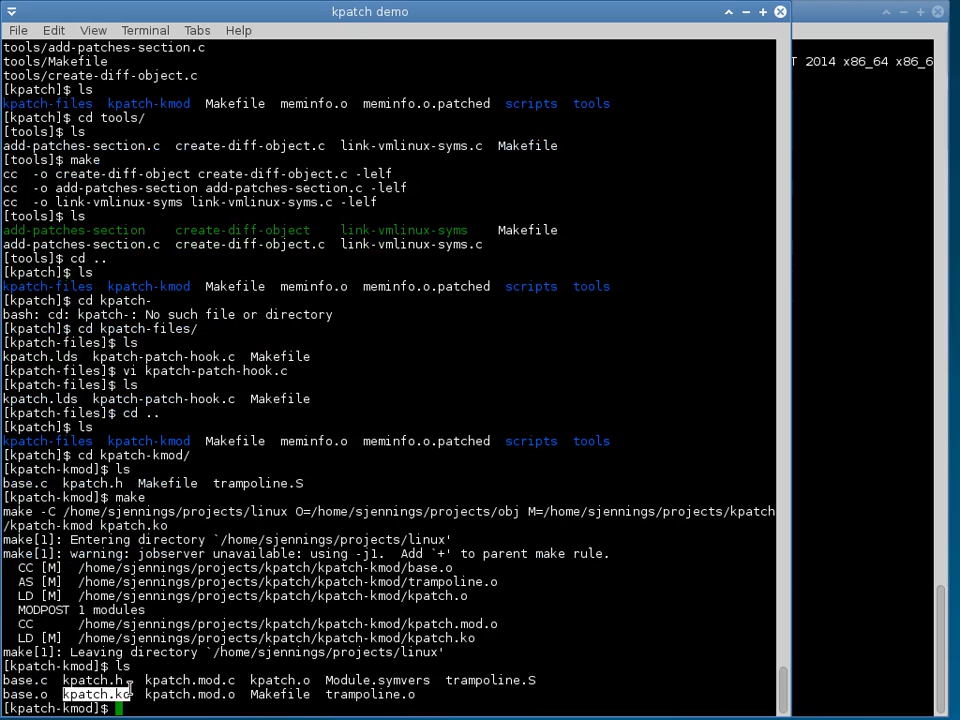 kpatch demo
File Edit View Terminal Tabs Help
tools/add-patches-section.c
tools/Makefile
tools/create-diff-object.c
[kpatch]$ ls
kpatch-files  kpatch-kmod  Makefile  meminfo.o  meminfo.o.patched  scripts  tools
[kpatch]$ cd tools/
[tools]$ ls
add-patches-section.c  create-diff-object.c  link-vmlinux-syms.c  Makefile
[tools]$ make
cc  -o create-diff-object create-diff-object.c -lelf
cc  -o add-patches-section add-patches-section.c -lelf
cc  -o link-vmlinux-syms link-vmlinux-syms.c -lelf
[tools]$ ls
add-patches-section    create-diff-object    link-vmlinux-syms    Makefile
add-patches-section.c  create-diff-object.c  link-vmlinux-syms.c
[tools]$ cd ..
[kpatch]$ ls
kpatch-files  kpatch-kmod  Makefile  meminfo.o  meminfo.o.patched  scripts  tools
[kpatch]$ cd kpatch-
bash: cd: kpatch-: No such file or directory
[kpatch]$ cd kpatch-files/
[kpatch-files]$ ls
kpatch.lds  kpatch-patch-hook.c  Makefile
[kpatch-files]$ vi kpatch-patch-hook.c
[kpatch-files]$ ls
kpatch.lds  kpatch-patch-hook.c  Makefile
[kpatch-files]$ cd ..
[kpatch]$ ls
kpatch-files  kpatch-kmod  Makefile  meminfo.o  meminfo.o.patched  scripts  tools
[kpatch]$ cd kpatch-kmod/
[kpatch-kmod]$ ls
base.c  kpatch.h  Makefile  trampoline.S
[kpatch-kmod]$ make
make -C /home/sjennings/projects/linux O=/home/sjennings/projects/obj M=/home/sjennings/projects/kpatch
/kpatch-kmod kpatch.ko
make[1]: Entering directory `/home/sjennings/projects/linux'
make[1]: warning: jobserver unavailable: using -j1.  Add `+' to parent make rule.
CC [M]  /home/sjennings/projects/kpatch/kpatch-kmod/base.o
AS [M]  /home/sjennings/projects/kpatch/kpatch-kmod/trampoline.o
LD [M]  /home/sjennings/projects/kpatch/kpatch-kmod/kpatch.o
MODPOST 1 modules
CC      /home/sjennings/projects/kpatch/kpatch-kmod/kpatch.mod.o
LD [M]  /home/sjennings/projects/kpatch/kpatch-kmod/kpatch.ko
make[1]: Leaving directory `/home/sjennings/projects/linux'
[kpatch-kmod]$ ls
base.c  kpatch.h  kpatch.mod.c  kpatch.o  Module.symvers  trampoline.S
base.o  kpatch.ko  kpatch.mod.o  Makefile  trampoline.o
[kpatch-kmod]$
T 2014 x86_64 x86_6